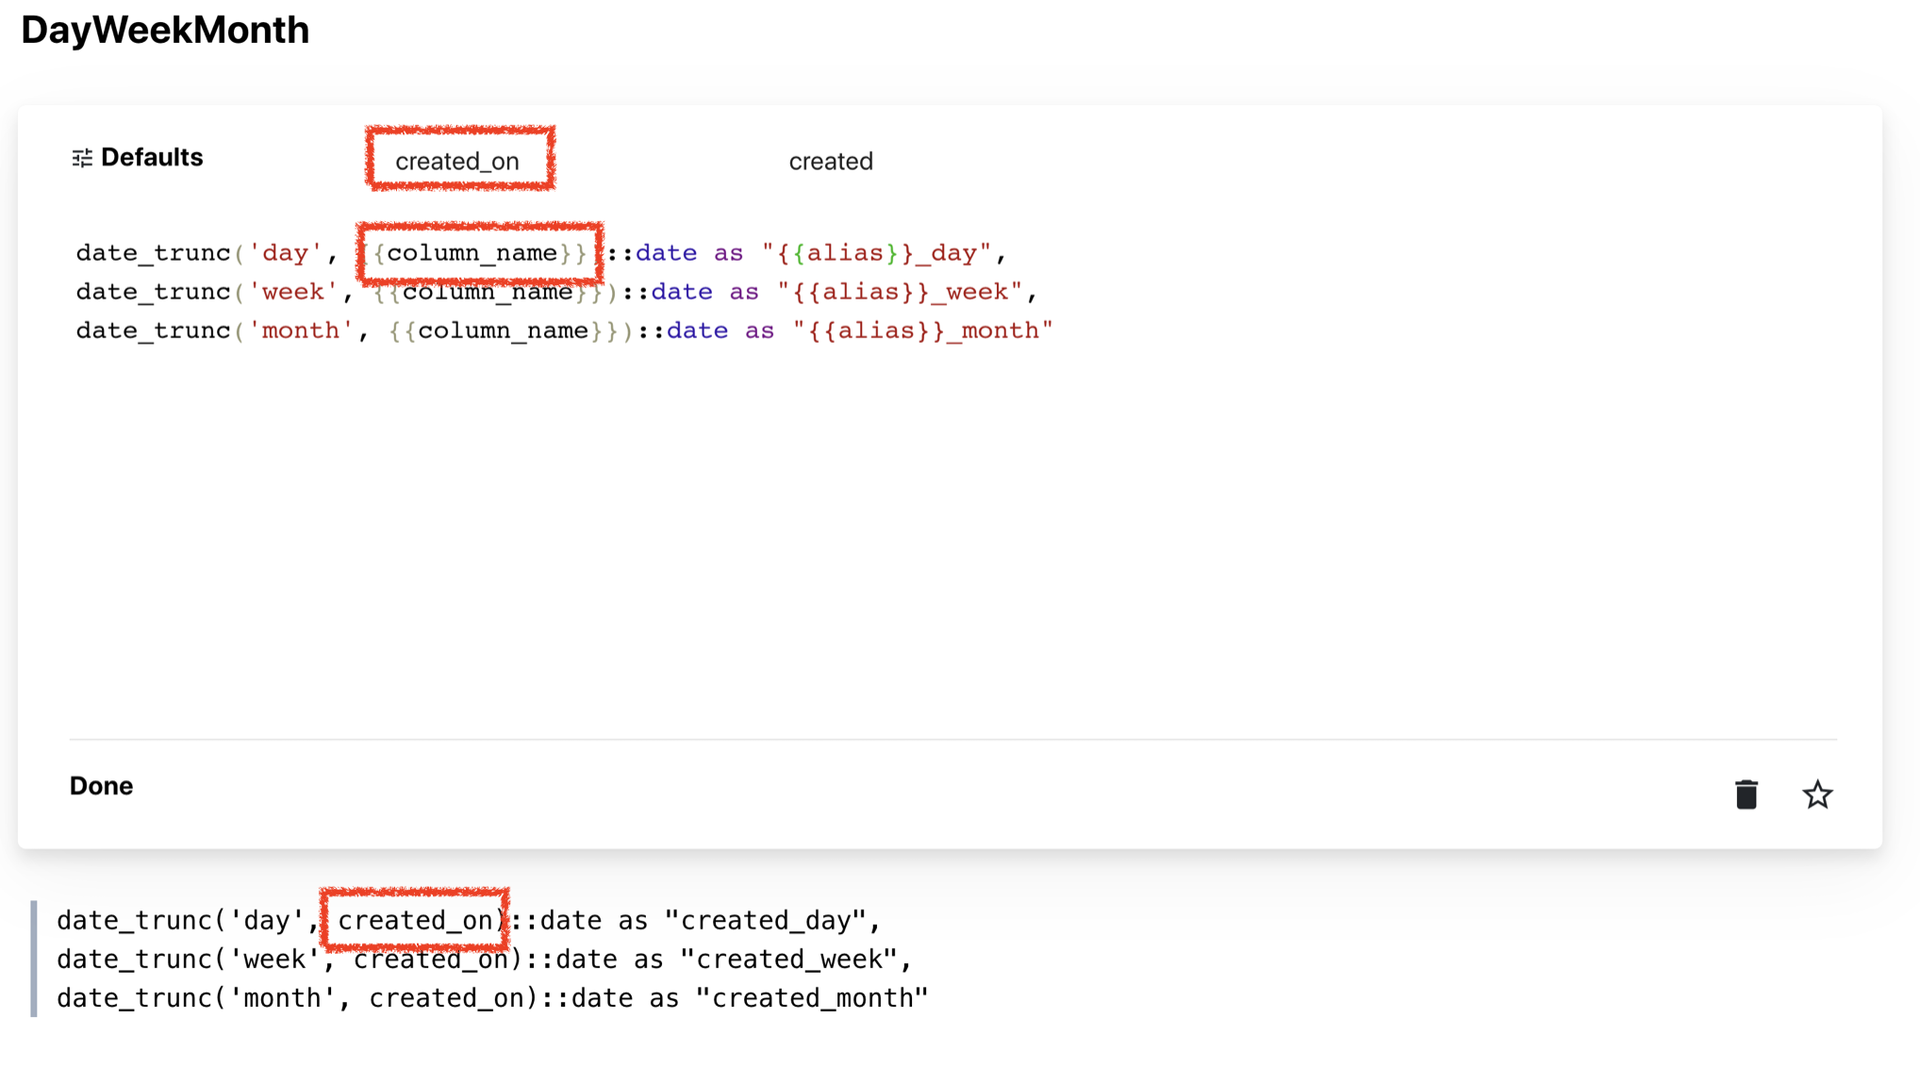 DayWeekMonth
Defaults created_on created
date_trunc('day', {column_name}} ::date as "{{alias}}_day",
date_trunc('week', {{column_name}})::date as "{{alias}}_week",
date_trunc('month', {{column_name}})::date as "{{alias}}_month"
Done
date_trunc('day', created_on)::date as "created_day",
date_trunc('week', created_on)::date as "created_week",
date_trunc('month', created_on)::date as "created_month"